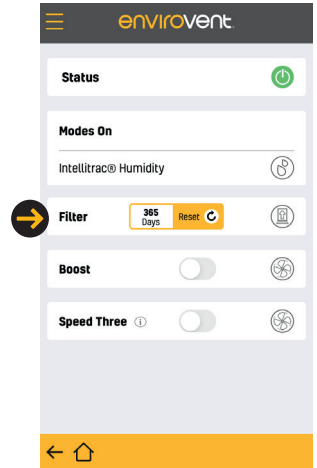 envirovent
Status
Modes On
Intellitrac® Humidity
Filter 365 Days Reset
Boost
Speed Three i